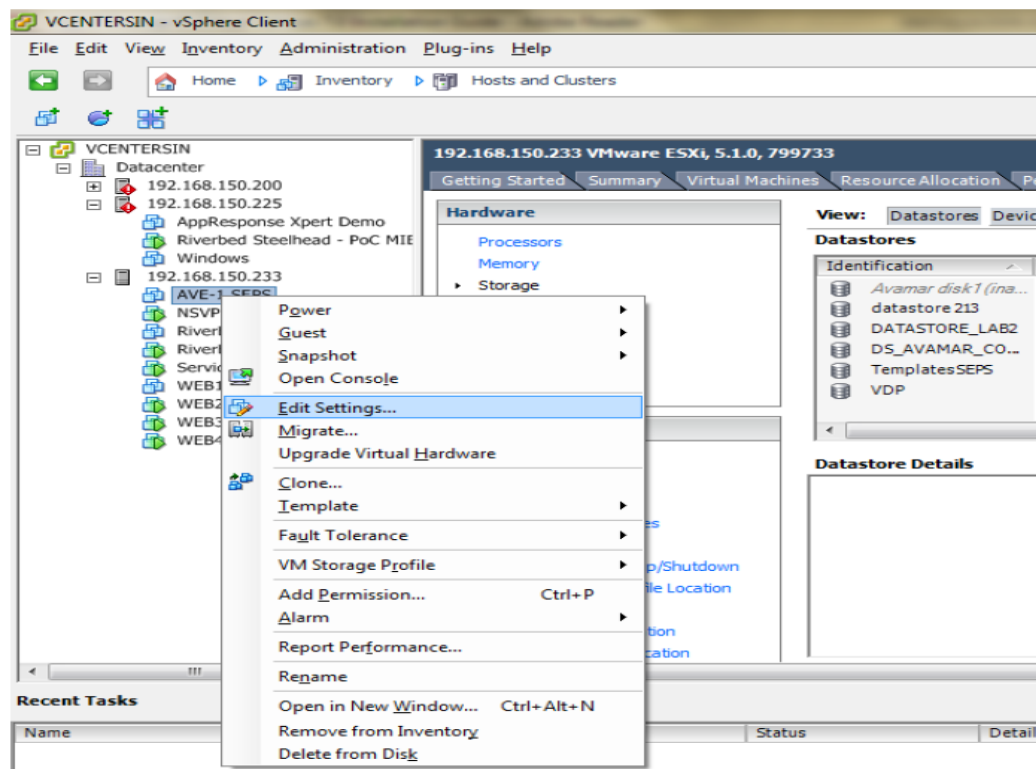 VCENTERSIN - vSphere Client
File Edit View Inventory Administration Plug-ins Help
Home Inventory Hosts and Clusters
VCENTERSIN
Datacenter
192.168.150.200
192.168.150.225
AppResponse Xpert Demo
Riverbed Steelhead - PoC MIE
Windows
192.168.150.233
AVE-1 SEPS
NSVP
River
River
Servic
WEB1
WEB2
WEB3
WEB4
192.168.150.233 VMware ESXi, 5.1.0, 799733
Getting Started Summary Virtual Machines Resource Allocation
Hardware
Processors
Memory
Storage
View: Datastores Devic
Datastores
Identification
Avamar disk1 (ina...
datastore 213
DATASTORE_LAB2
DS_AVAMAR_CO...
TemplatesSEPS
VDP
Datastore Details
Power
Guest
Snapshot
Open Console
Edit Settings...
Migrate...
Upgrade Virtual Hardware
Clone...
Template
Fault Tolerance
VM Storage Profile
Add Permission... Ctrl+P
Alarm
Report Performance...
Rename
Open in New Window... Ctrl+Alt+N
Remove from Inventory
Delete from Disk
es
p/Shutdown
ile Location
tion
cation
Recent Tasks
Name Status Detail